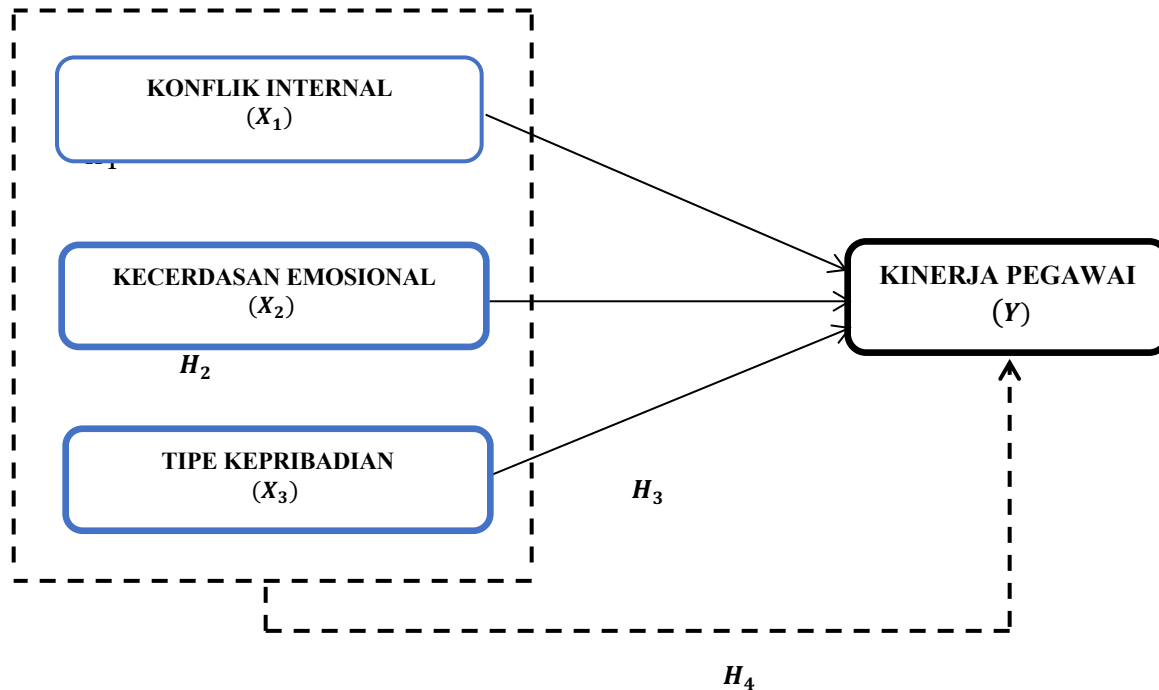 KONFLIK INTERNAL
(X₁)
KECERDASAN EMOSIONAL
(X₂)
H₂
TIPE KEPRIBADIAN
(X₃)
KINERJA PEGAWAI
(Y)
H₃
H₄